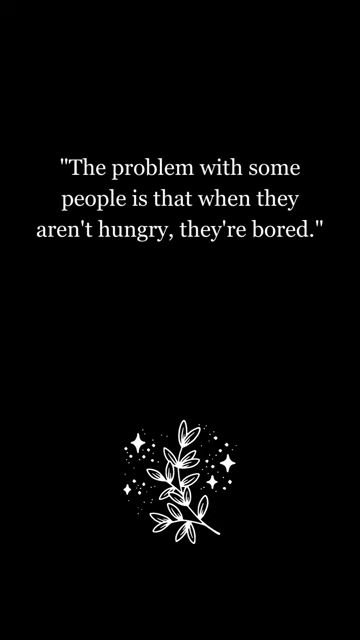 "The problem with some
people is that when they
aren't hungry, they're bored."